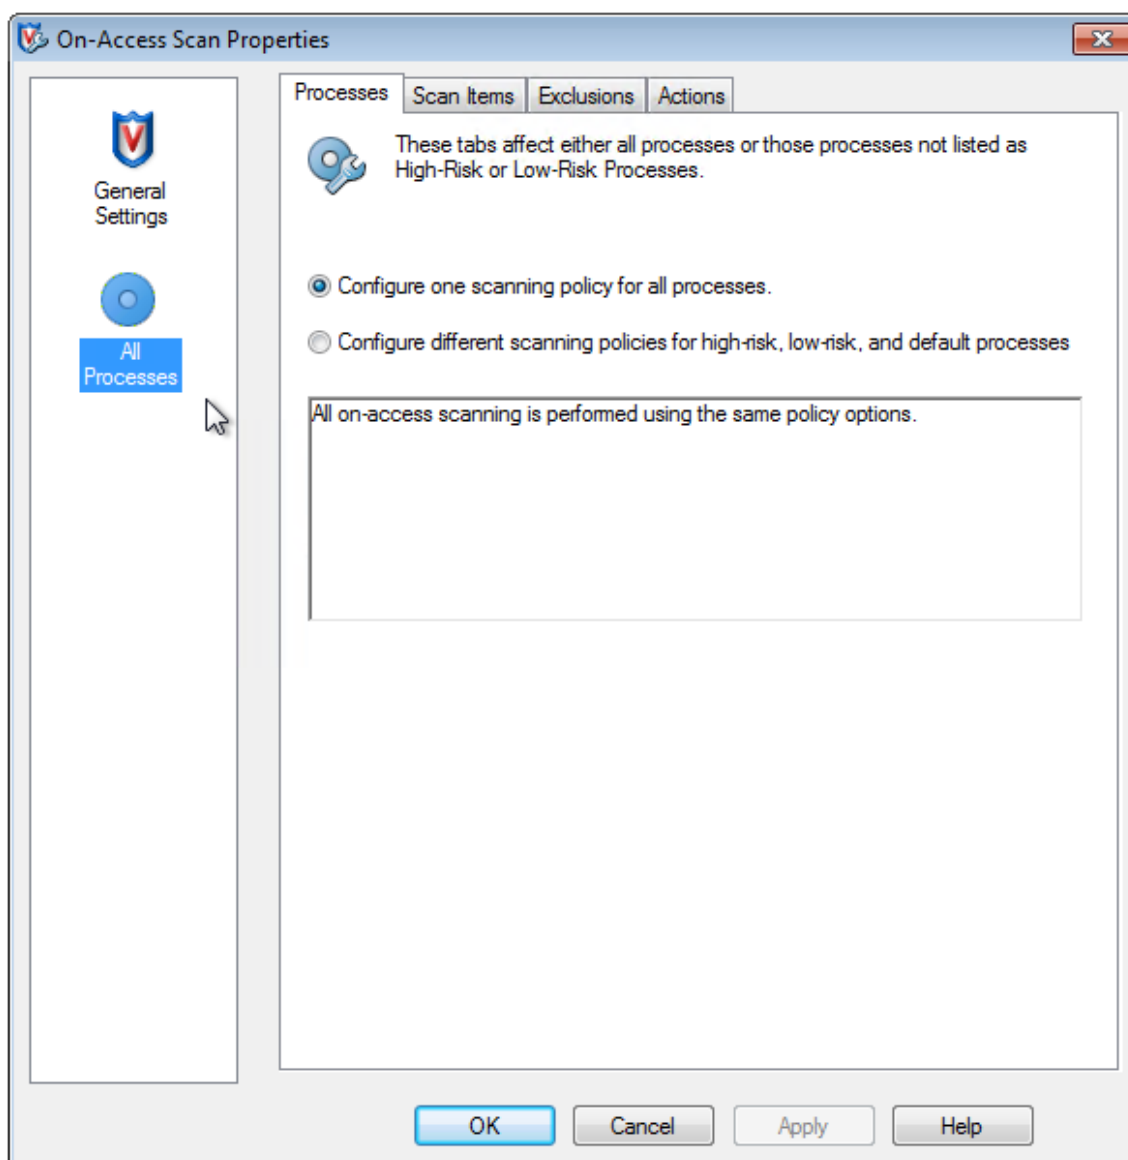 On-Access Scan Properties
General
Settings
All
Processes
Processes
Scan Items
Exclusions
Actions
These tabs affect either all processes or those processes not listed as
High-Risk or Low-Risk Processes.
Configure one scanning policy for all processes.
Configure different scanning policies for high-risk, low-risk, and default processes
All on-access scanning is performed using the same policy options.
OK
Cancel
Apply
Help